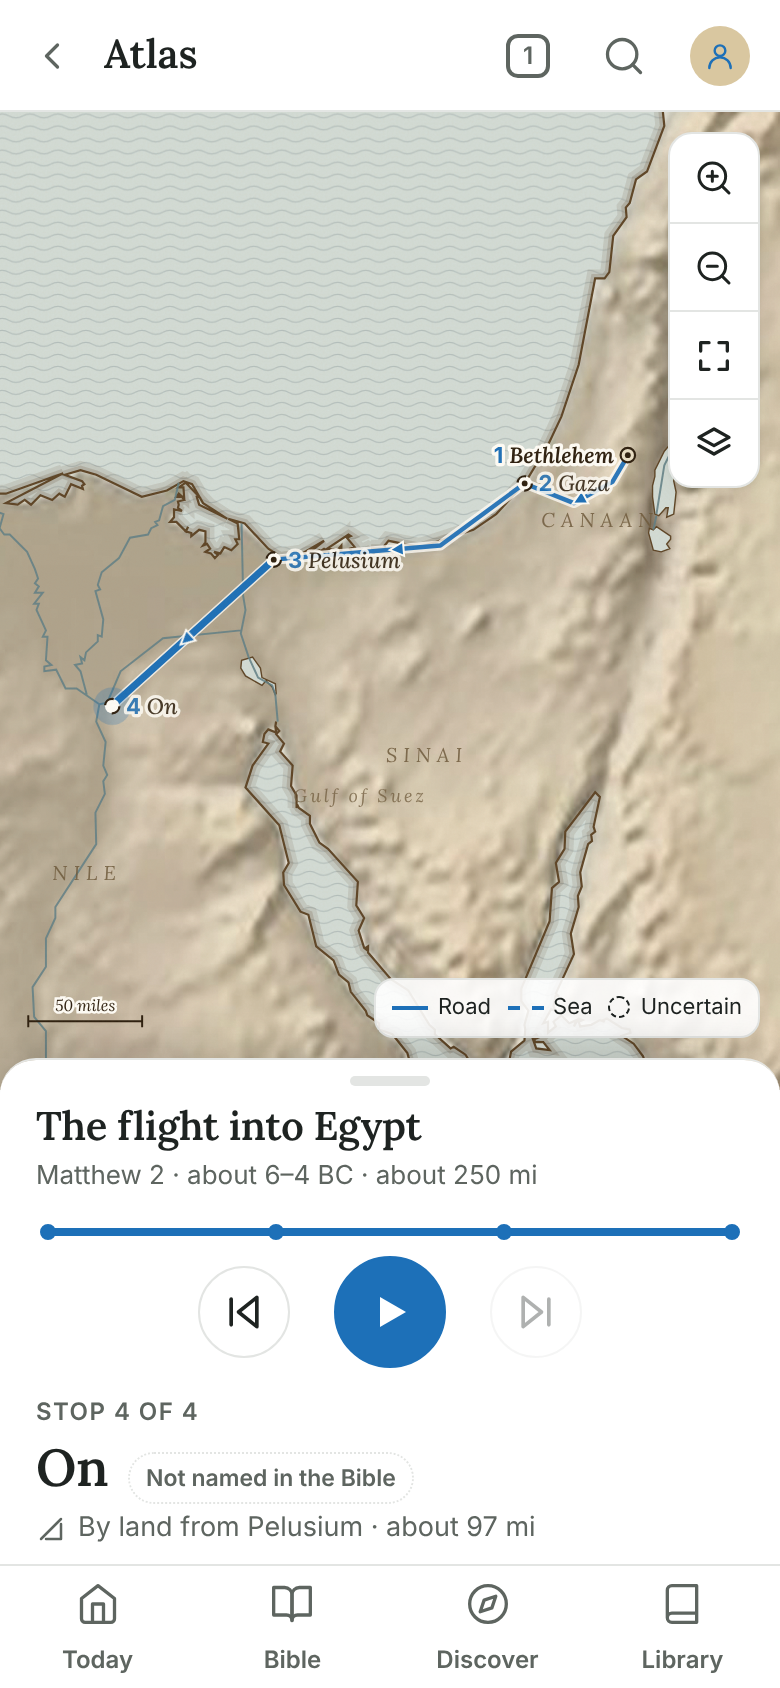 Atlas
1
1 Bethlehem
2 Gaza
CANAAN
3 Pelusium
4 On
SINAI
Gulf of Suez
NILE
50 miles
Road Sea Uncertain
The flight into Egypt
Matthew 2 · about 6–4 BC · about 250 mi
STOP 4 OF 4
On Not named in the Bible
By land from Pelusium · about 97 mi
Today Bible Discover Library